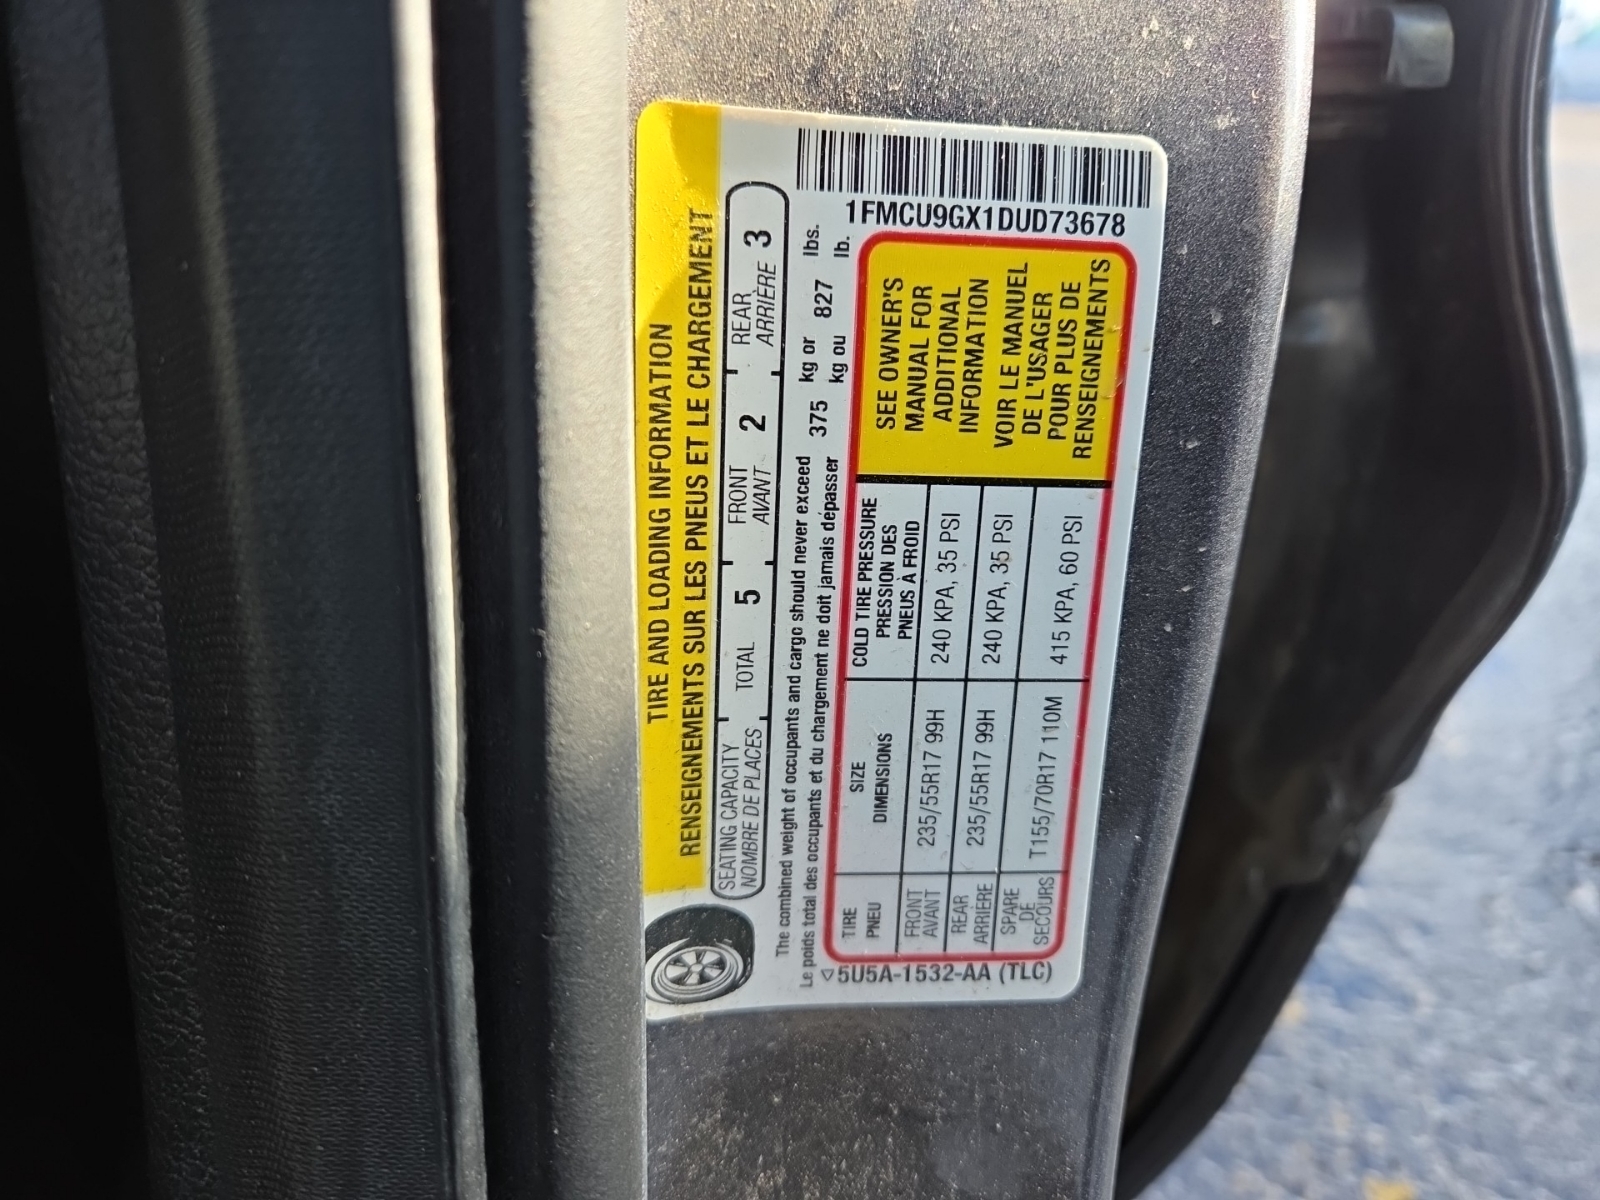 TIRE AND LOADING INFORMATION
RENSEIGNEMENTS SUR LES PNEUS ET LE CHARGEMENT
SEATING CAPACITY TOTAL 5 FRONT 2 REAR 3
NOMBRE DE PLACES AVANT ARRIÈRE
The combined weight of occupants and cargo should never exceed 375 kg or 827 lbs.
Le poids total des occupants et du chargement ne doit jamais dépasser kg ou lb.
1FMCU9GX1DUD73678
TIRE SIZE COLD TIRE PRESSURE
PNEU DIMENSIONS PRESSION DES
PNEUS À FROID
FRONT 235/55R17 99H 240 KPA, 35 PSI
AVANT
REAR 235/55R17 99H 240 KPA, 35 PSI
ARRIÈRE
SPARE T155/70R17 110M 415 KPA, 60 PSI
DE
SECOURS
SEE OWNER'S
MANUAL FOR
ADDITIONAL
INFORMATION
VOIR LE MANUEL
DE L'USAGER
POUR PLUS DE
RENSEIGNEMENTS
5U5A-1532-AA (TLC)